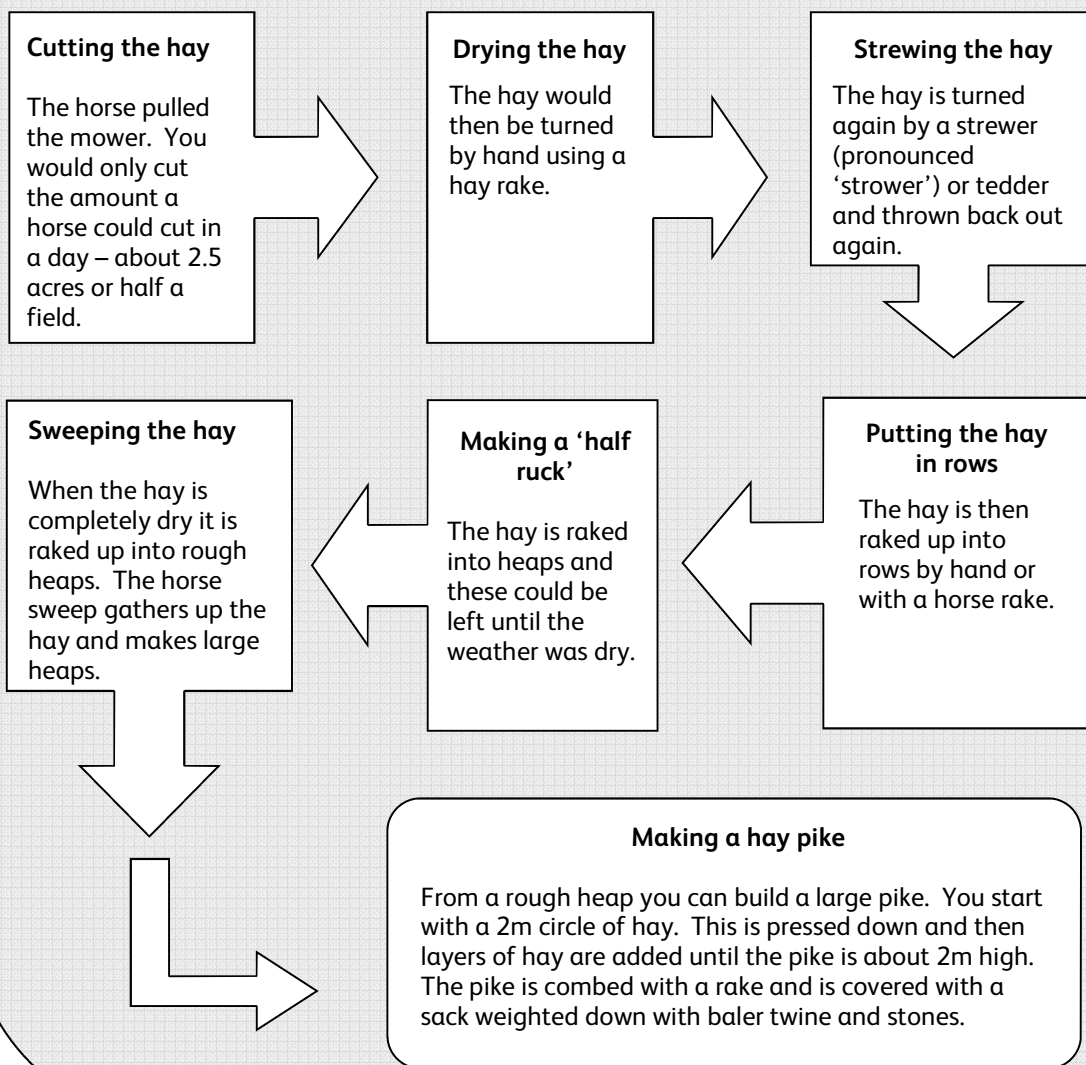 Cutting the hay
The horse pulled
the mower. You
would only cut
the amount a
horse could cut in
a day – about 2.5
acres or half a
field.
Drying the hay
The hay would
then be turned
by hand using a
hay rake.
Strewing the hay
The hay is turned
again by a strewer
(pronounced
‘strower’) or tedder
and thrown back out
again.
Putting the hay
in rows
The hay is then
raked up into
rows by hand or
with a horse rake.
Making a ‘half
ruck’
The hay is raked
into heaps and
these could be
left until the
weather was dry.
Sweeping the hay
When the hay is
completely dry it is
raked up into rough
heaps. The horse
sweep gathers up the
hay and makes large
heaps.
Making a hay pike
From a rough heap you can build a large pike. You start
with a 2m circle of hay. This is pressed down and then
layers of hay are added until the pike is about 2m high.
The pike is combed with a rake and is covered with a
sack weighted down with baler twine and stones.